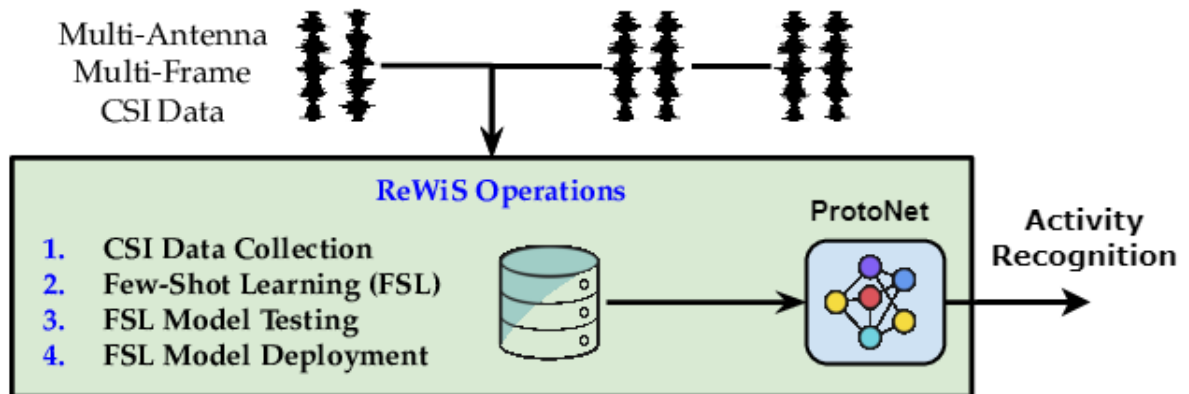 Multi-Antenna
Multi-Frame
CSI Data
ReWiS Operations
1. CSI Data Collection
2. Few-Shot Learning (FSL)
3. FSL Model Testing
4. FSL Model Deployment
ProtoNet
Activity
Recognition